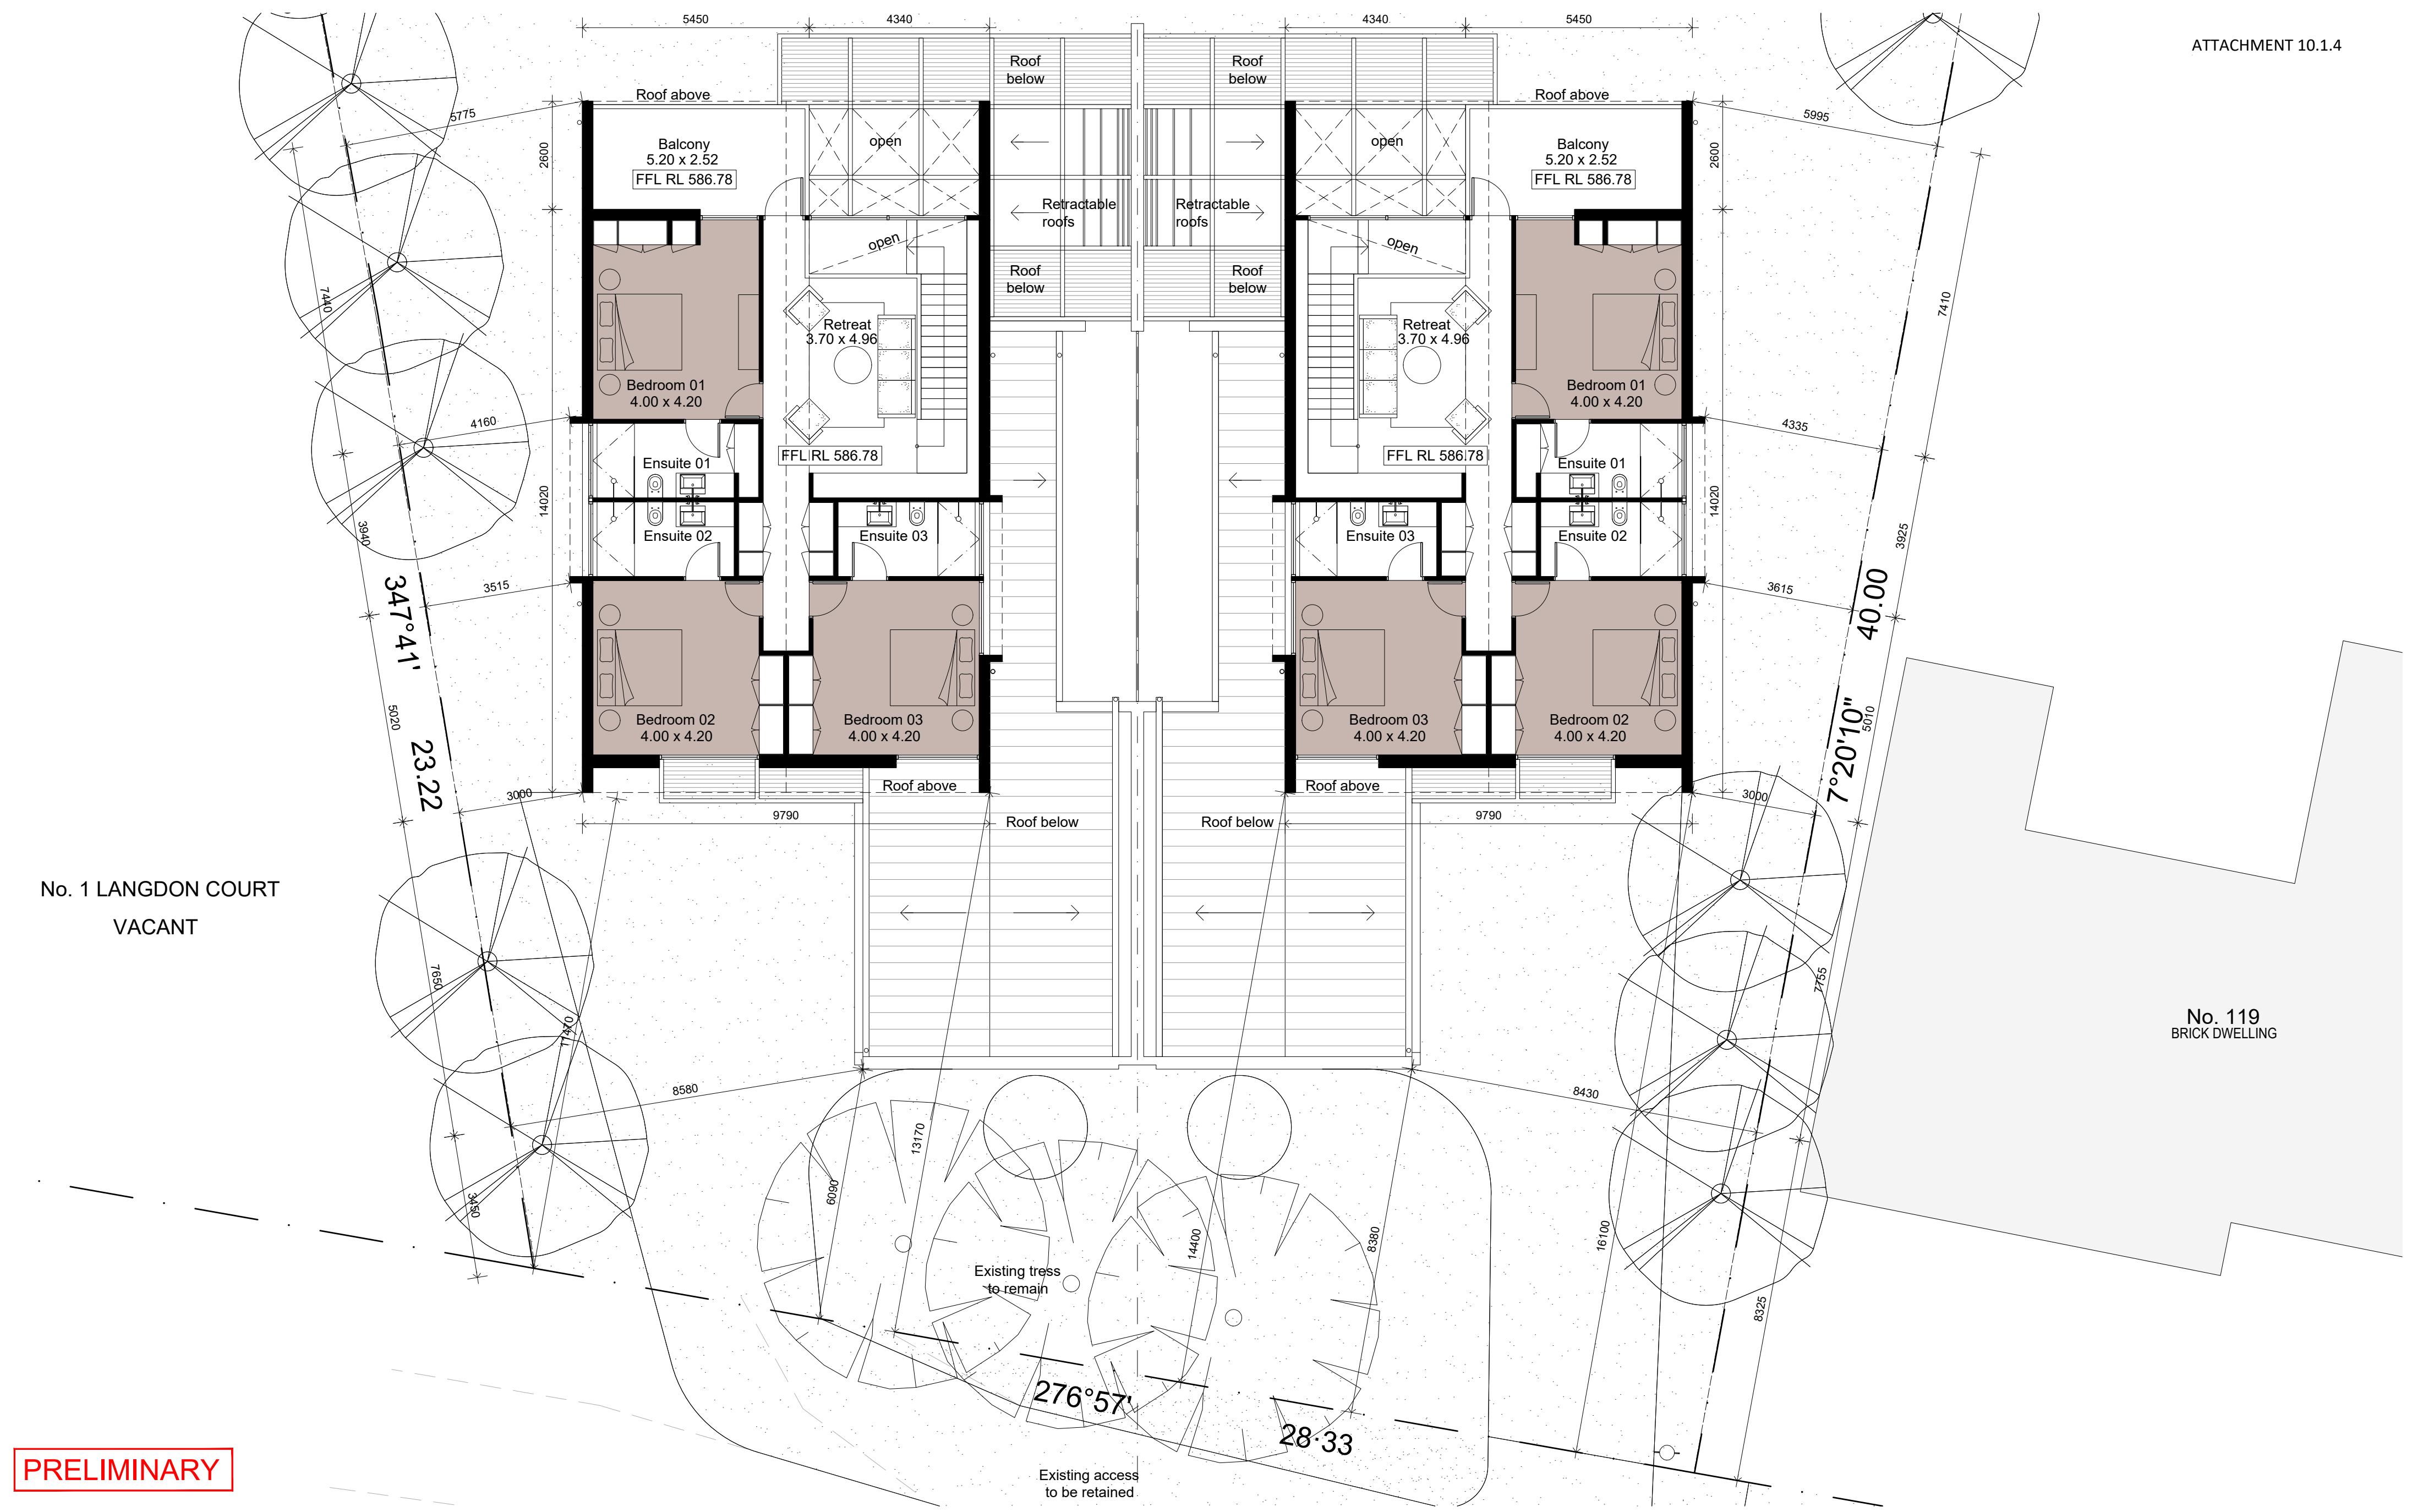 5450
4340
4340
5450
ATTACHMENT 10.1.4
Roof
below
Roof
below
Roof above
Roof above
5775
5995
2600
Balcony
5.20 x 2.52
FFL RL 586.78
open
open
Balcony
5.20 x 2.52
FFL RL 586.78
2600
Retractable
roofs
Retractable
roofs
open
open
Roof
below
Roof
below
7440
7410
Retreat
3.70 x 4.96
Retreat
3.70 x 4.96
Bedroom 01
4.00 x 4.20
Bedroom 01
4.00 x 4.20
4160
4335
FFL RL 586.78
FFL RL 586.78
Ensuite 01
Ensuite 01
14020
14020
3940
3925
Ensuite 02
Ensuite 03
Ensuite 03
Ensuite 02
3515
3615
347°41'
40.00
5020
5010
Bedroom 02
4.00 x 4.20
Bedroom 03
4.00 x 4.20
Bedroom 03
4.00 x 4.20
Bedroom 02
4.00 x 4.20
23.22
7°20'10"
Roof above
Roof above
3000
3000
9790
9790
Roof below
Roof below
No. 1 LANGDON COURT
VACANT
7650
7755
11470
No. 119
BRICK DWELLING
8580
8430
13170
6090
3450
14400
8380
16100
8325
Existing tress
to remain
276°57'
28·33
PRELIMINARY
Existing access
to be retained